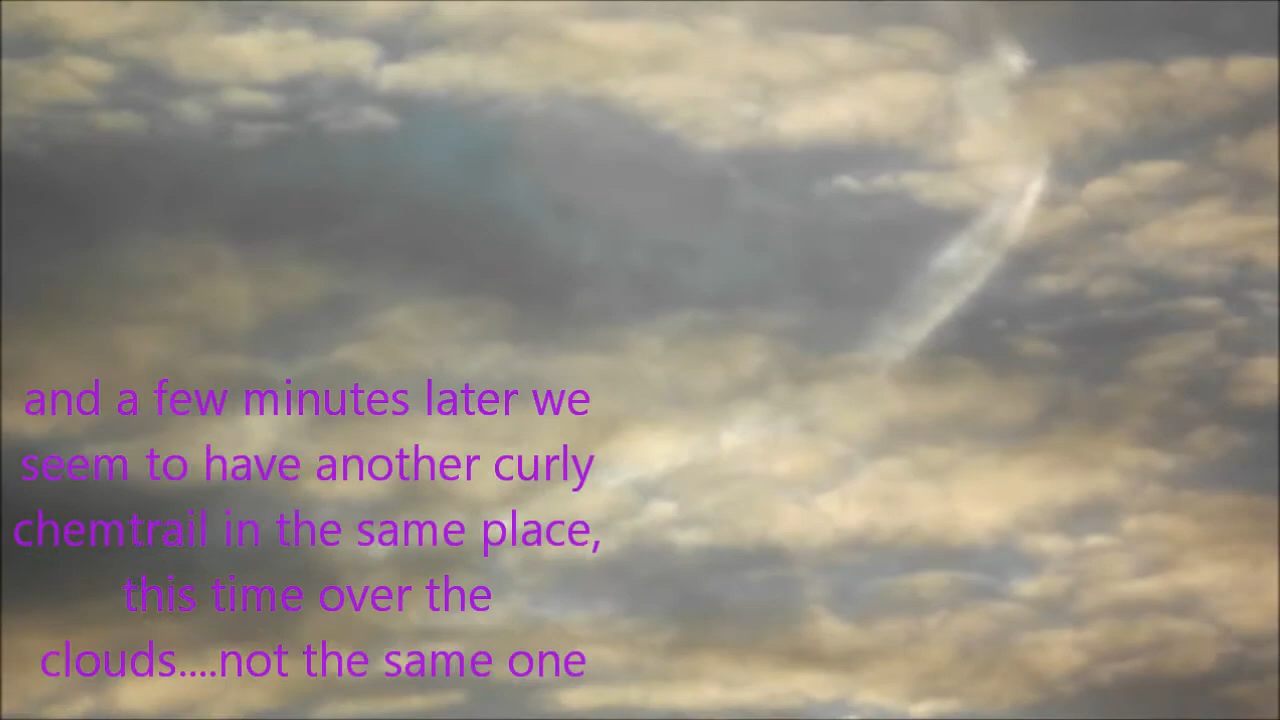 and a few minutes later we
seem to have another curly
chemtrail in the same place,
this time over the
clouds....not the same one